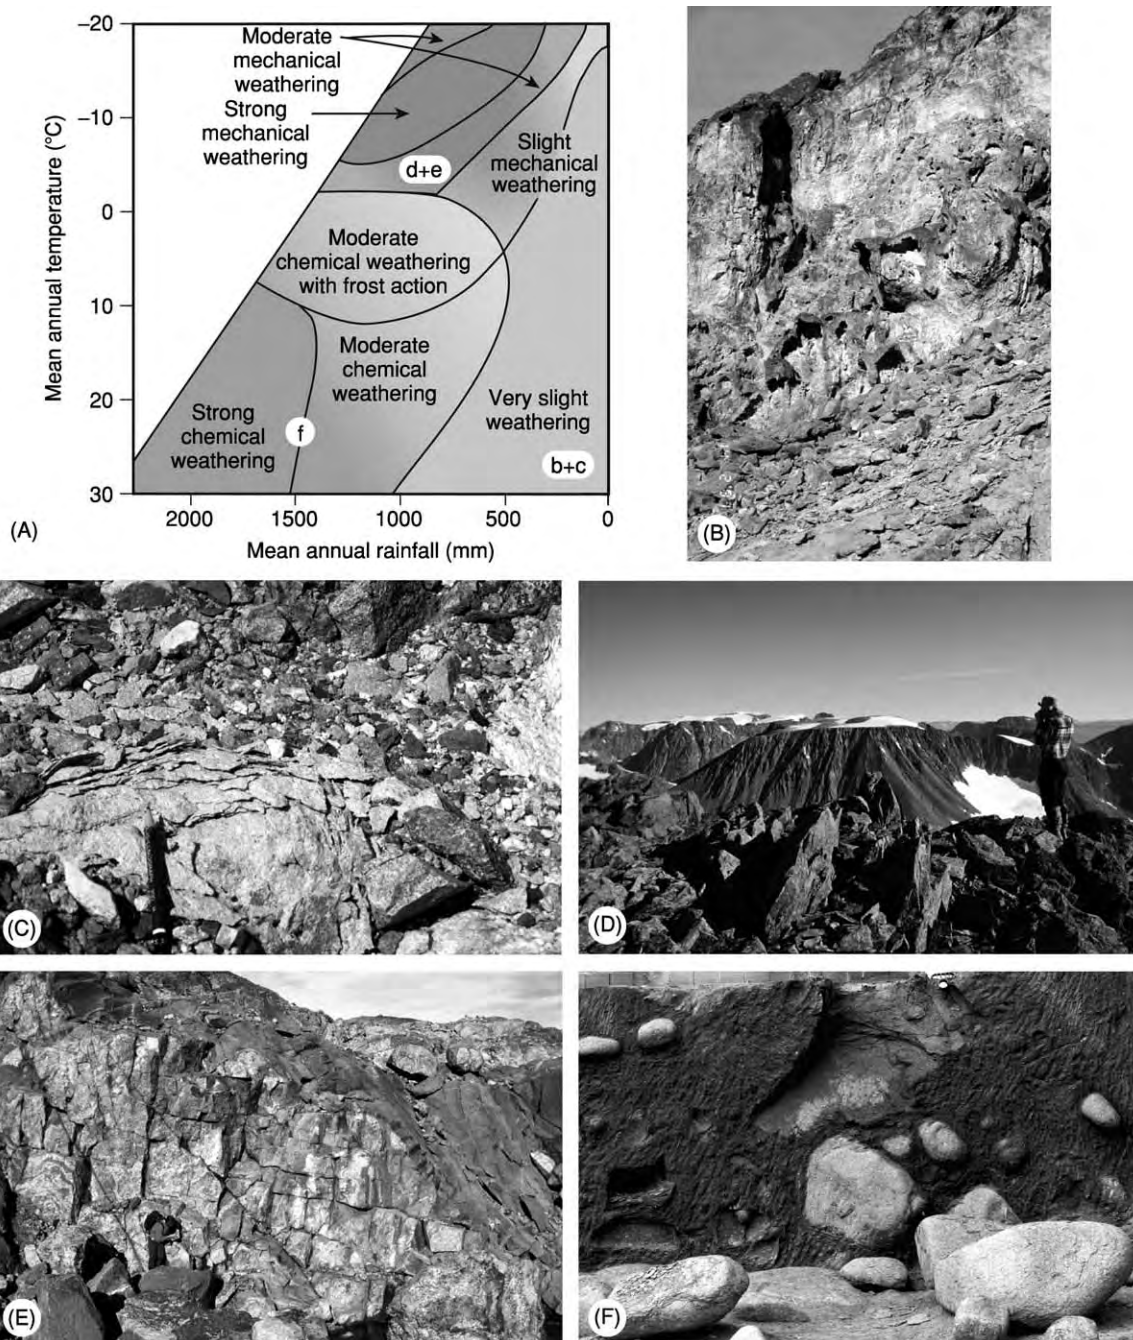 Mean annual temperature (°C)
−20
−10
0
10
20
30
Moderate
mechanical
weathering
Strong
mechanical
weathering
d+e
Slight
mechanical
weathering
Moderate
chemical weathering
with frost action
Moderate
chemical
weathering
Strong
chemical
weathering
f
Very slight
weathering
b+c
2000
1500
1000
500
0
Mean annual rainfall (mm)
(A)
(B)
(C)
(D)
(E)
(F)